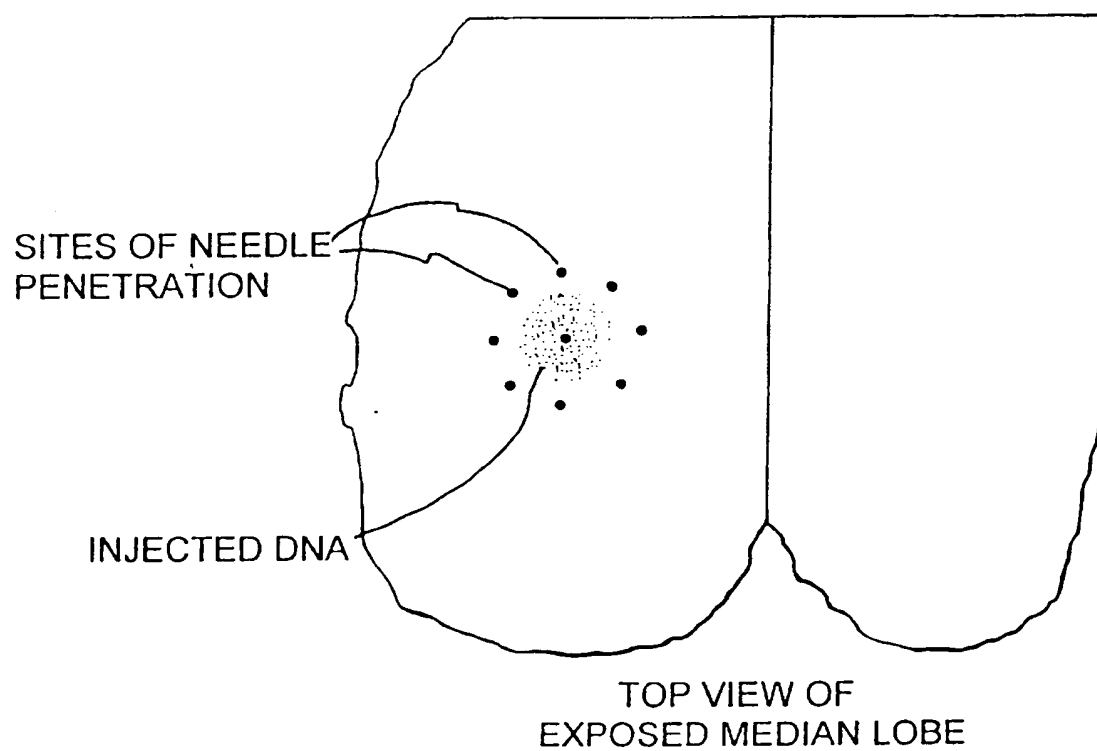 SITES OF NEEDLE
PENETRATION
INJECTED DNA
TOP VIEW OF
EXPOSED MEDIAN LOBE